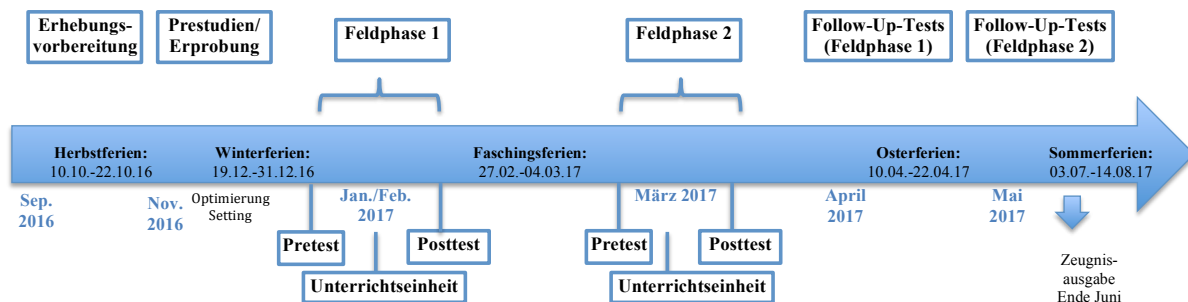 Erhebungs-
vorbereitung
Prestudien/
Erprobung
Feldphase 1
Feldphase 2
Follow-Up-Tests
(Feldphase 1)
Follow-Up-Tests
(Feldphase 2)
Herbstferien:
10.10.-22.10.16
Winterferien:
19.12.-31.12.16
Faschingsferien:
27.02.-04.03.17
Osterferien:
10.04.-22.04.17
Sommerferien:
03.07.-14.08.17
Sep.
2016
Nov.
2016
Optimierung
Setting
Jan./Feb.
2017
März 2017
April
2017
Mai
2017
Pretest
Posttest
Unterrichtseinheit
Pretest
Posttest
Unterrichtseinheit
Zeugnis-
ausgabe
Ende Juni